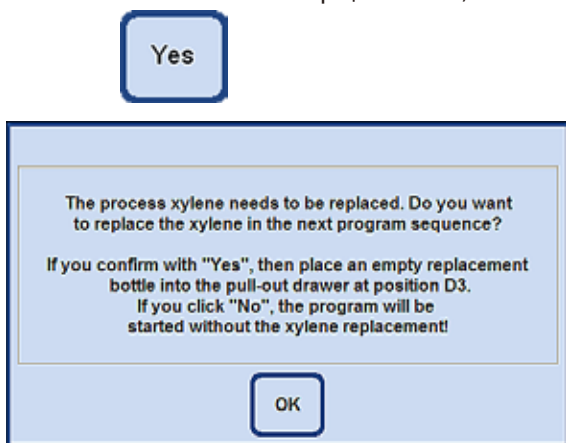 Yes
The process xylene needs to be replaced. Do you want
to replace the xylene in the next program sequence?
If you confirm with "Yes", then place an empty replacement
bottle into the pull-out drawer at position D3.
If you click "No", the program will be
started without the xylene replacement!
OK